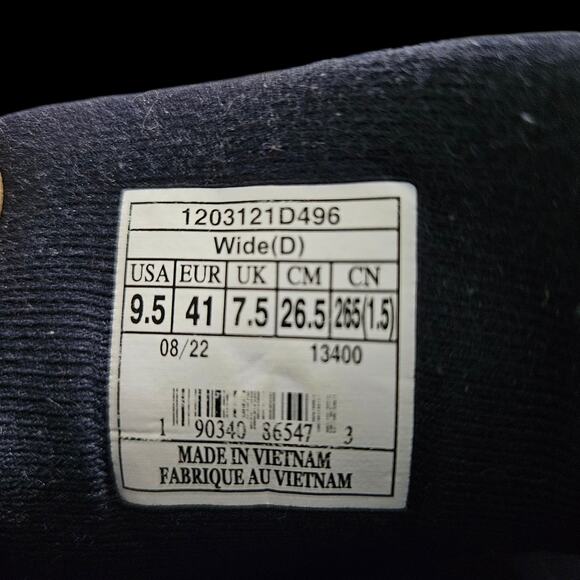 1203121D496
Wide(D)
USA EUR UK CM CN
9.5 41 7.5 26.5 265(1.5)
08/22 13400
1 90340 86547 3
MADE IN VIETNAM
FABRIQUE AU VIETNAM